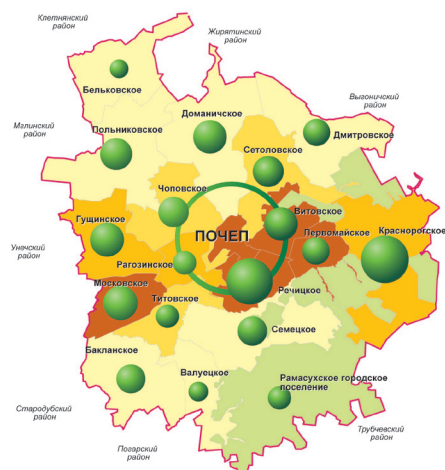 Клетнянский
район
Жирятинский
район
Бельковское
Выгоничский
район
Доманичское
Мглинский
район
Польниковское
Дмитровское
Сетоловское
Чоповское
Гущинское
Витовское
ПОЧЕП
Первомайское
Красногорское
Унечский
район
Рагозинское
Московское
Речицкое
Титовское
Семецкое
Бакланское
Валуецкое
Рамасухское городское
поселение
Стародубский
район
Трубчевский
район
Погарский
район